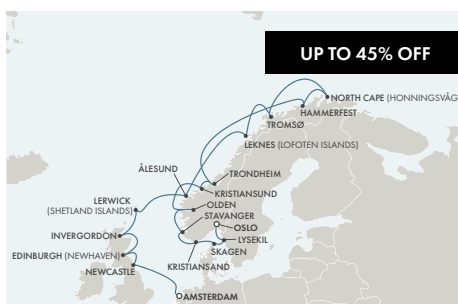 UP TO 45% OFF
NORTH CAPE (HONNINGSVÅG
HAMMERFEST
TROMSØ
LEKNES (LOFOTEN ISLANDS)
ÅLESUND
TRONDHEIM
KRISTIANSUND
LERWICK
(SHETLAND ISLANDS)
OLDEN
STAVANGER
OSLO
INVERGORDON
LYSEKIL
SKAGEN
EDINBURGH (NEWHAVEN)
KRISTIANSAND
NEWCASTLE
AMSTERDAM